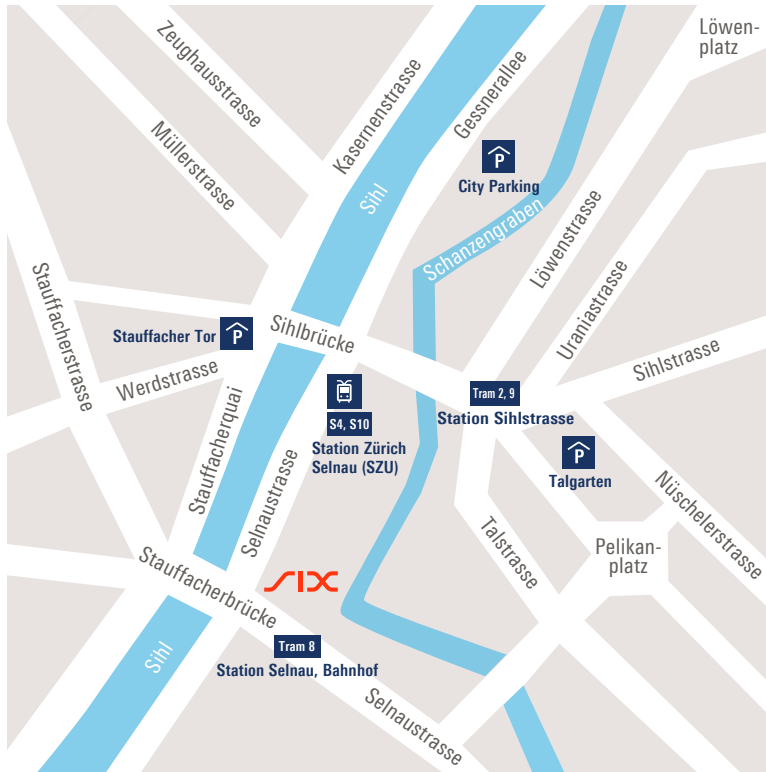 Löwen-
platz
Zeughausstrasse
Kasernenstrasse
Gessnerallee
Müllerstrasse
P
City Parking
Sihl
Schanzengraben
Löwenstrasse
Uraniastrasse
Stauffacherstrasse
Stauffacher Tor
P
Sihlbrücke
Sihlstrasse
Werdstrasse
Tram 2, 9
Station Sihlstrasse
S4, S10
Station Zürich
Selnau (SZU)
Stauffacherquai
Selnaustrasse
P
Talgarten
Nüschelerstrasse
Talstrasse
Pelikan-
platz
Stauffacherbrücke
SIX
Tram 8
Station Selnau, Bahnhof
Sihl
Selnaustrasse